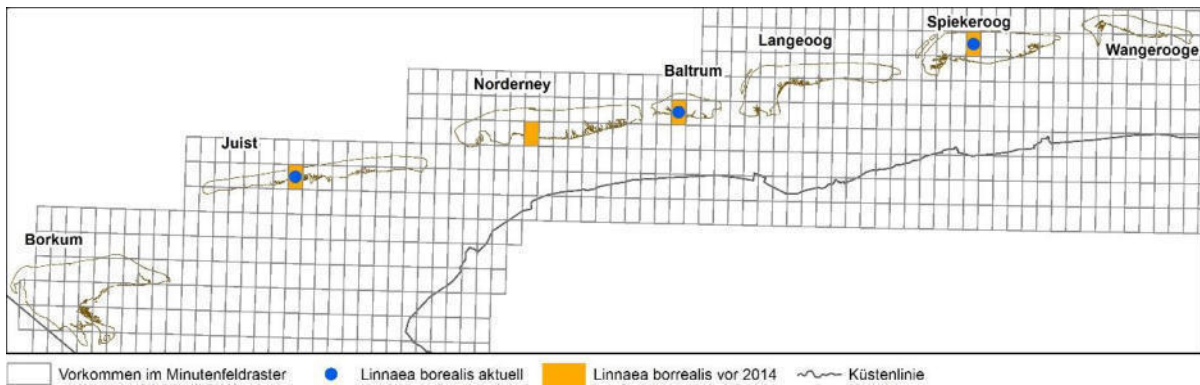 Spiekeroog
Langeoog
Wangerooge
Baltrum
Norderney
Juist
Borkum
Vorkommen im Minutenfeldraster
Linnaea borealis aktuell
Linnaea borrealis vor 2014
Küstenlinie